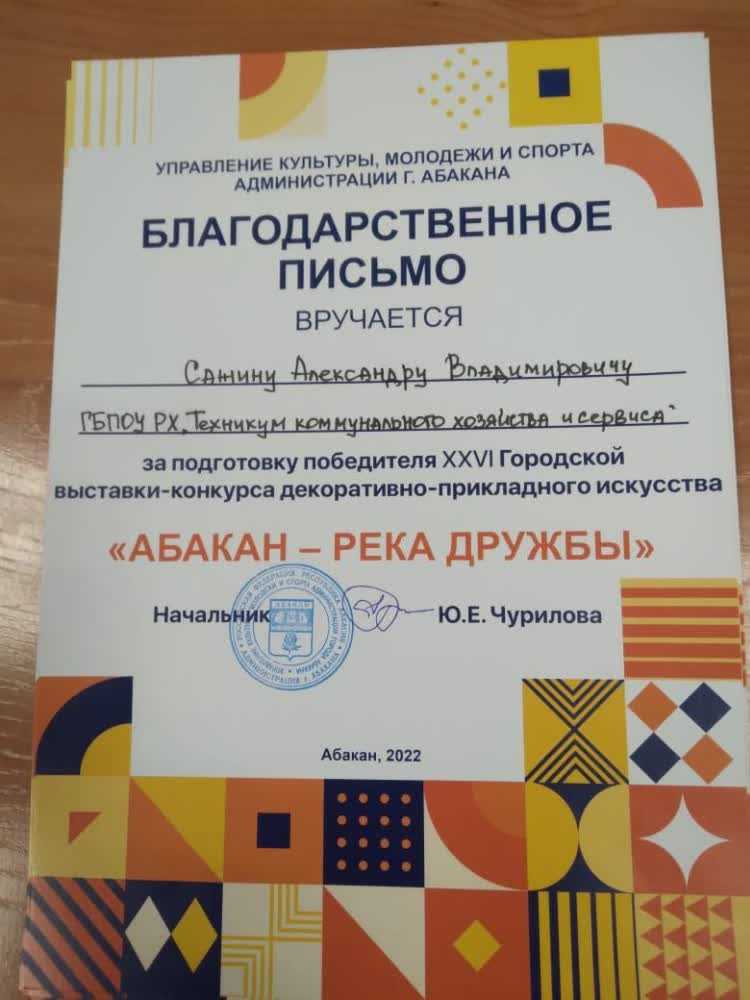 УПРАВЛЕНИЕ КУЛЬТУРЫ, МОЛОДЕЖИ И СПОРТА
АДМИНИСТРАЦИИ Г. АБАКАНА
БЛАГОДАРСТВЕННОЕ
ПИСЬМО
ВРУЧАЕТСЯ
Сажину Александру Владимировичу
ГБПОУ РХ „Техникум коммунального хозяйства и сервиса"
за подготовку победителя XXVI Городской
выставки-конкурса декоративно-прикладного искусства
«АБАКАН – РЕКА ДРУЖБЫ»
Начальник Ю.Е. Чурилова
Абакан, 2022